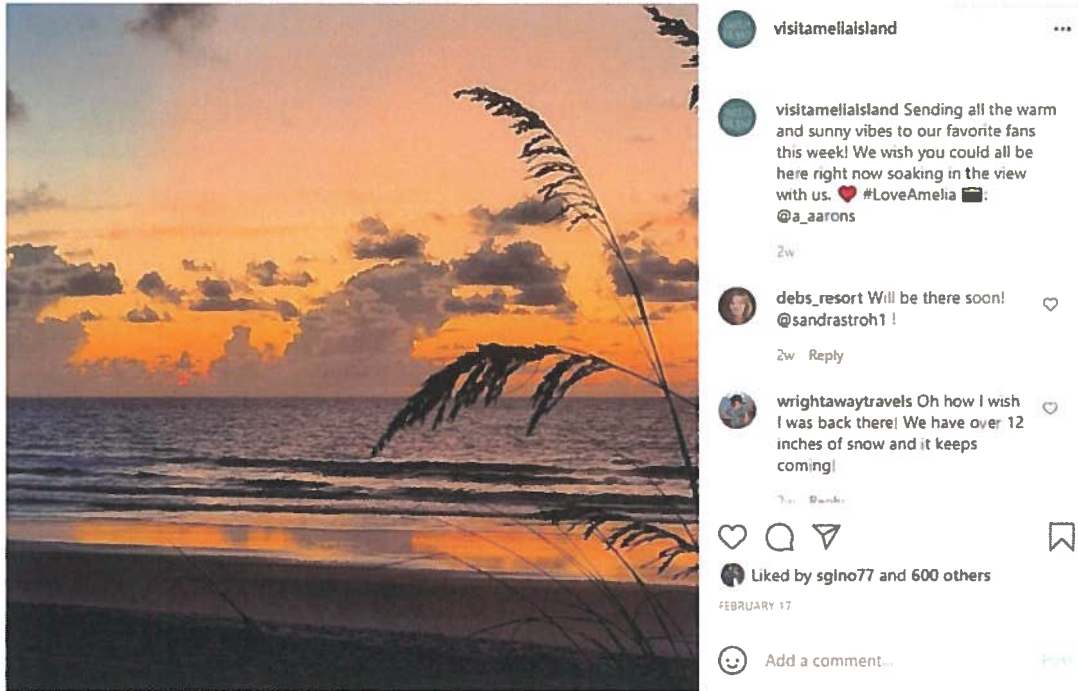 visitameliaisland
visitameliaisland Sending all the warm
and sunny vibes to our favorite fans
this week! We wish you could all be
here right now soaking in the view
with us. ❤️ #LoveAmelia 📷:
@a_aarons
2w
debs_resort Will be there soon!
@sandrastroh1 !
2w Reply
wrightawaytravels Oh how I wish
I was back there! We have over 12
inches of snow and it keeps
coming!
2w Reply
Liked by sgino77 and 600 others
FEBRUARY 17
Add a comment...
Post